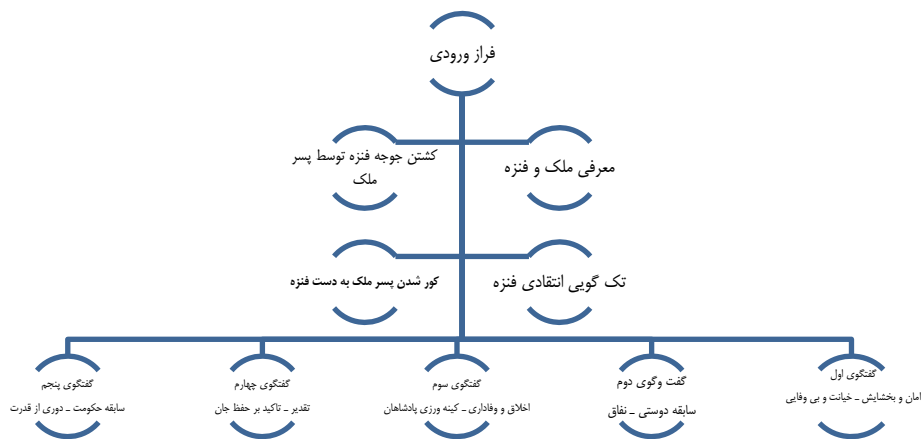 فراز ورودی
معرفی ملک و فنزه
کشتن جوجه فنزه توسط پسر
ملک
تک گویی انتقادی فنزه
کور شدن پسر ملک به دست فنزه
گفتگوی اول
امان و بخشایش ـ خیانت و بی وفایی
گفت وگوی دوم
سابقه دوستی ـ نفاق
گفتگوی سوم
اخلاق و وفاداری ـ کینه ورزی پادشاهان
گفتگوی چهارم
تقدیر ـ تاکید بر حفظ جان
گفتگوی پنجم
سابقه حکومت ـ دوری از قدرت